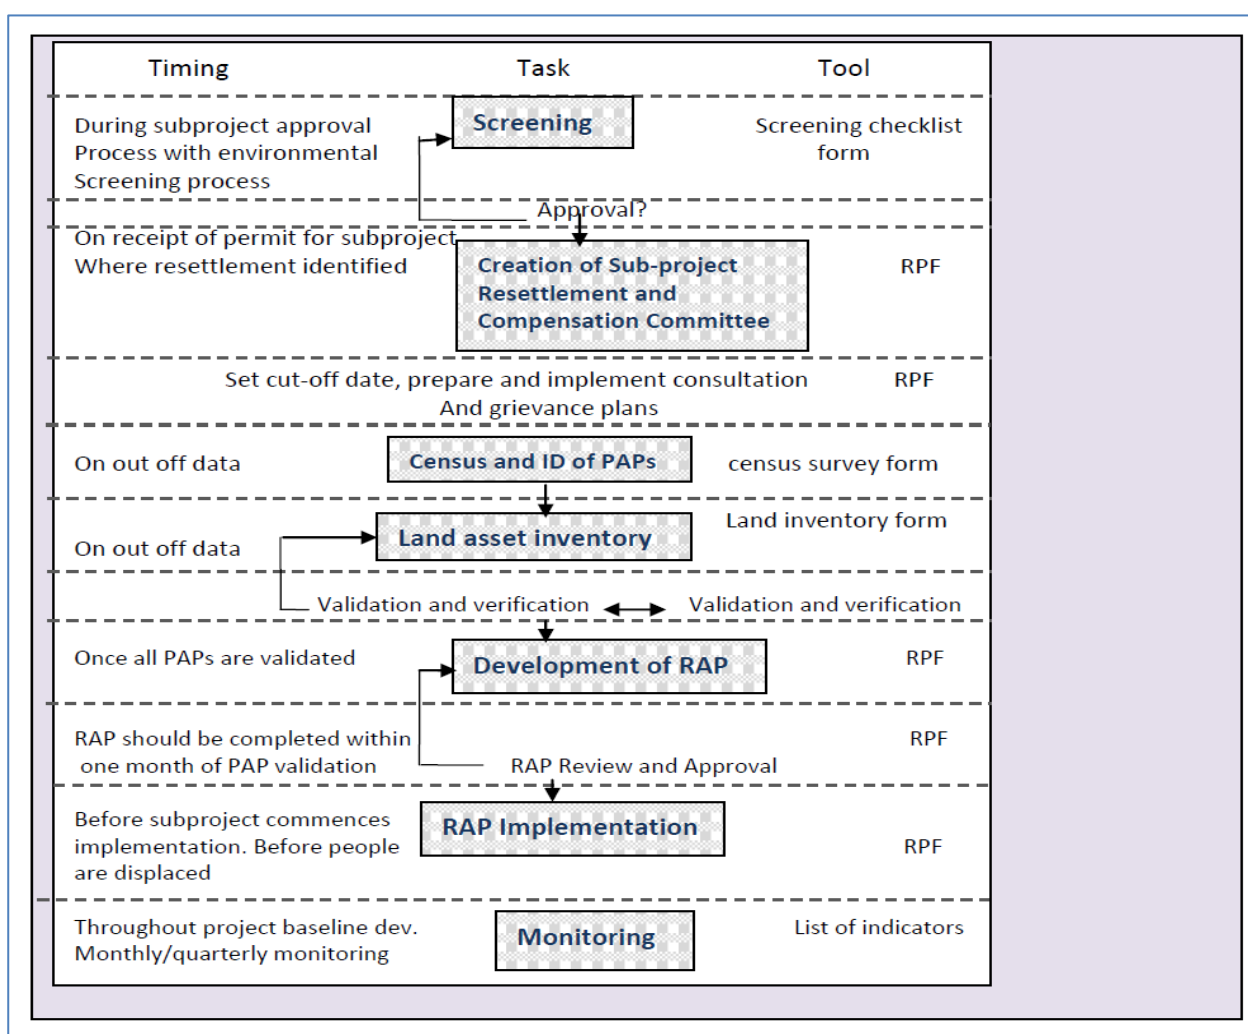 Timing Task Tool
During subproject approval
Process with environmental
Screening process
Screening
Screening checklist
form
Approval?
On receipt of permit for subproject
Where resettlement identified
Creation of Sub-project
Resettlement and
Compensation Committee
RPF
Set cut-off date, prepare and implement consultation
And grievance plans
RPF
On out off data
Census and ID of PAPs
census survey form
On out off data
Land asset inventory
Land inventory form
Validation and verification
Validation and verification
Once all PAPs are validated
Development of RAP
RPF
RAP should be completed within
one month of PAP validation
RAP Review and Approval
RPF
Before subproject commences
implementation. Before people
are displaced
RAP Implementation
RPF
Throughout project baseline dev.
Monthly/quarterly monitoring
Monitoring
List of indicators